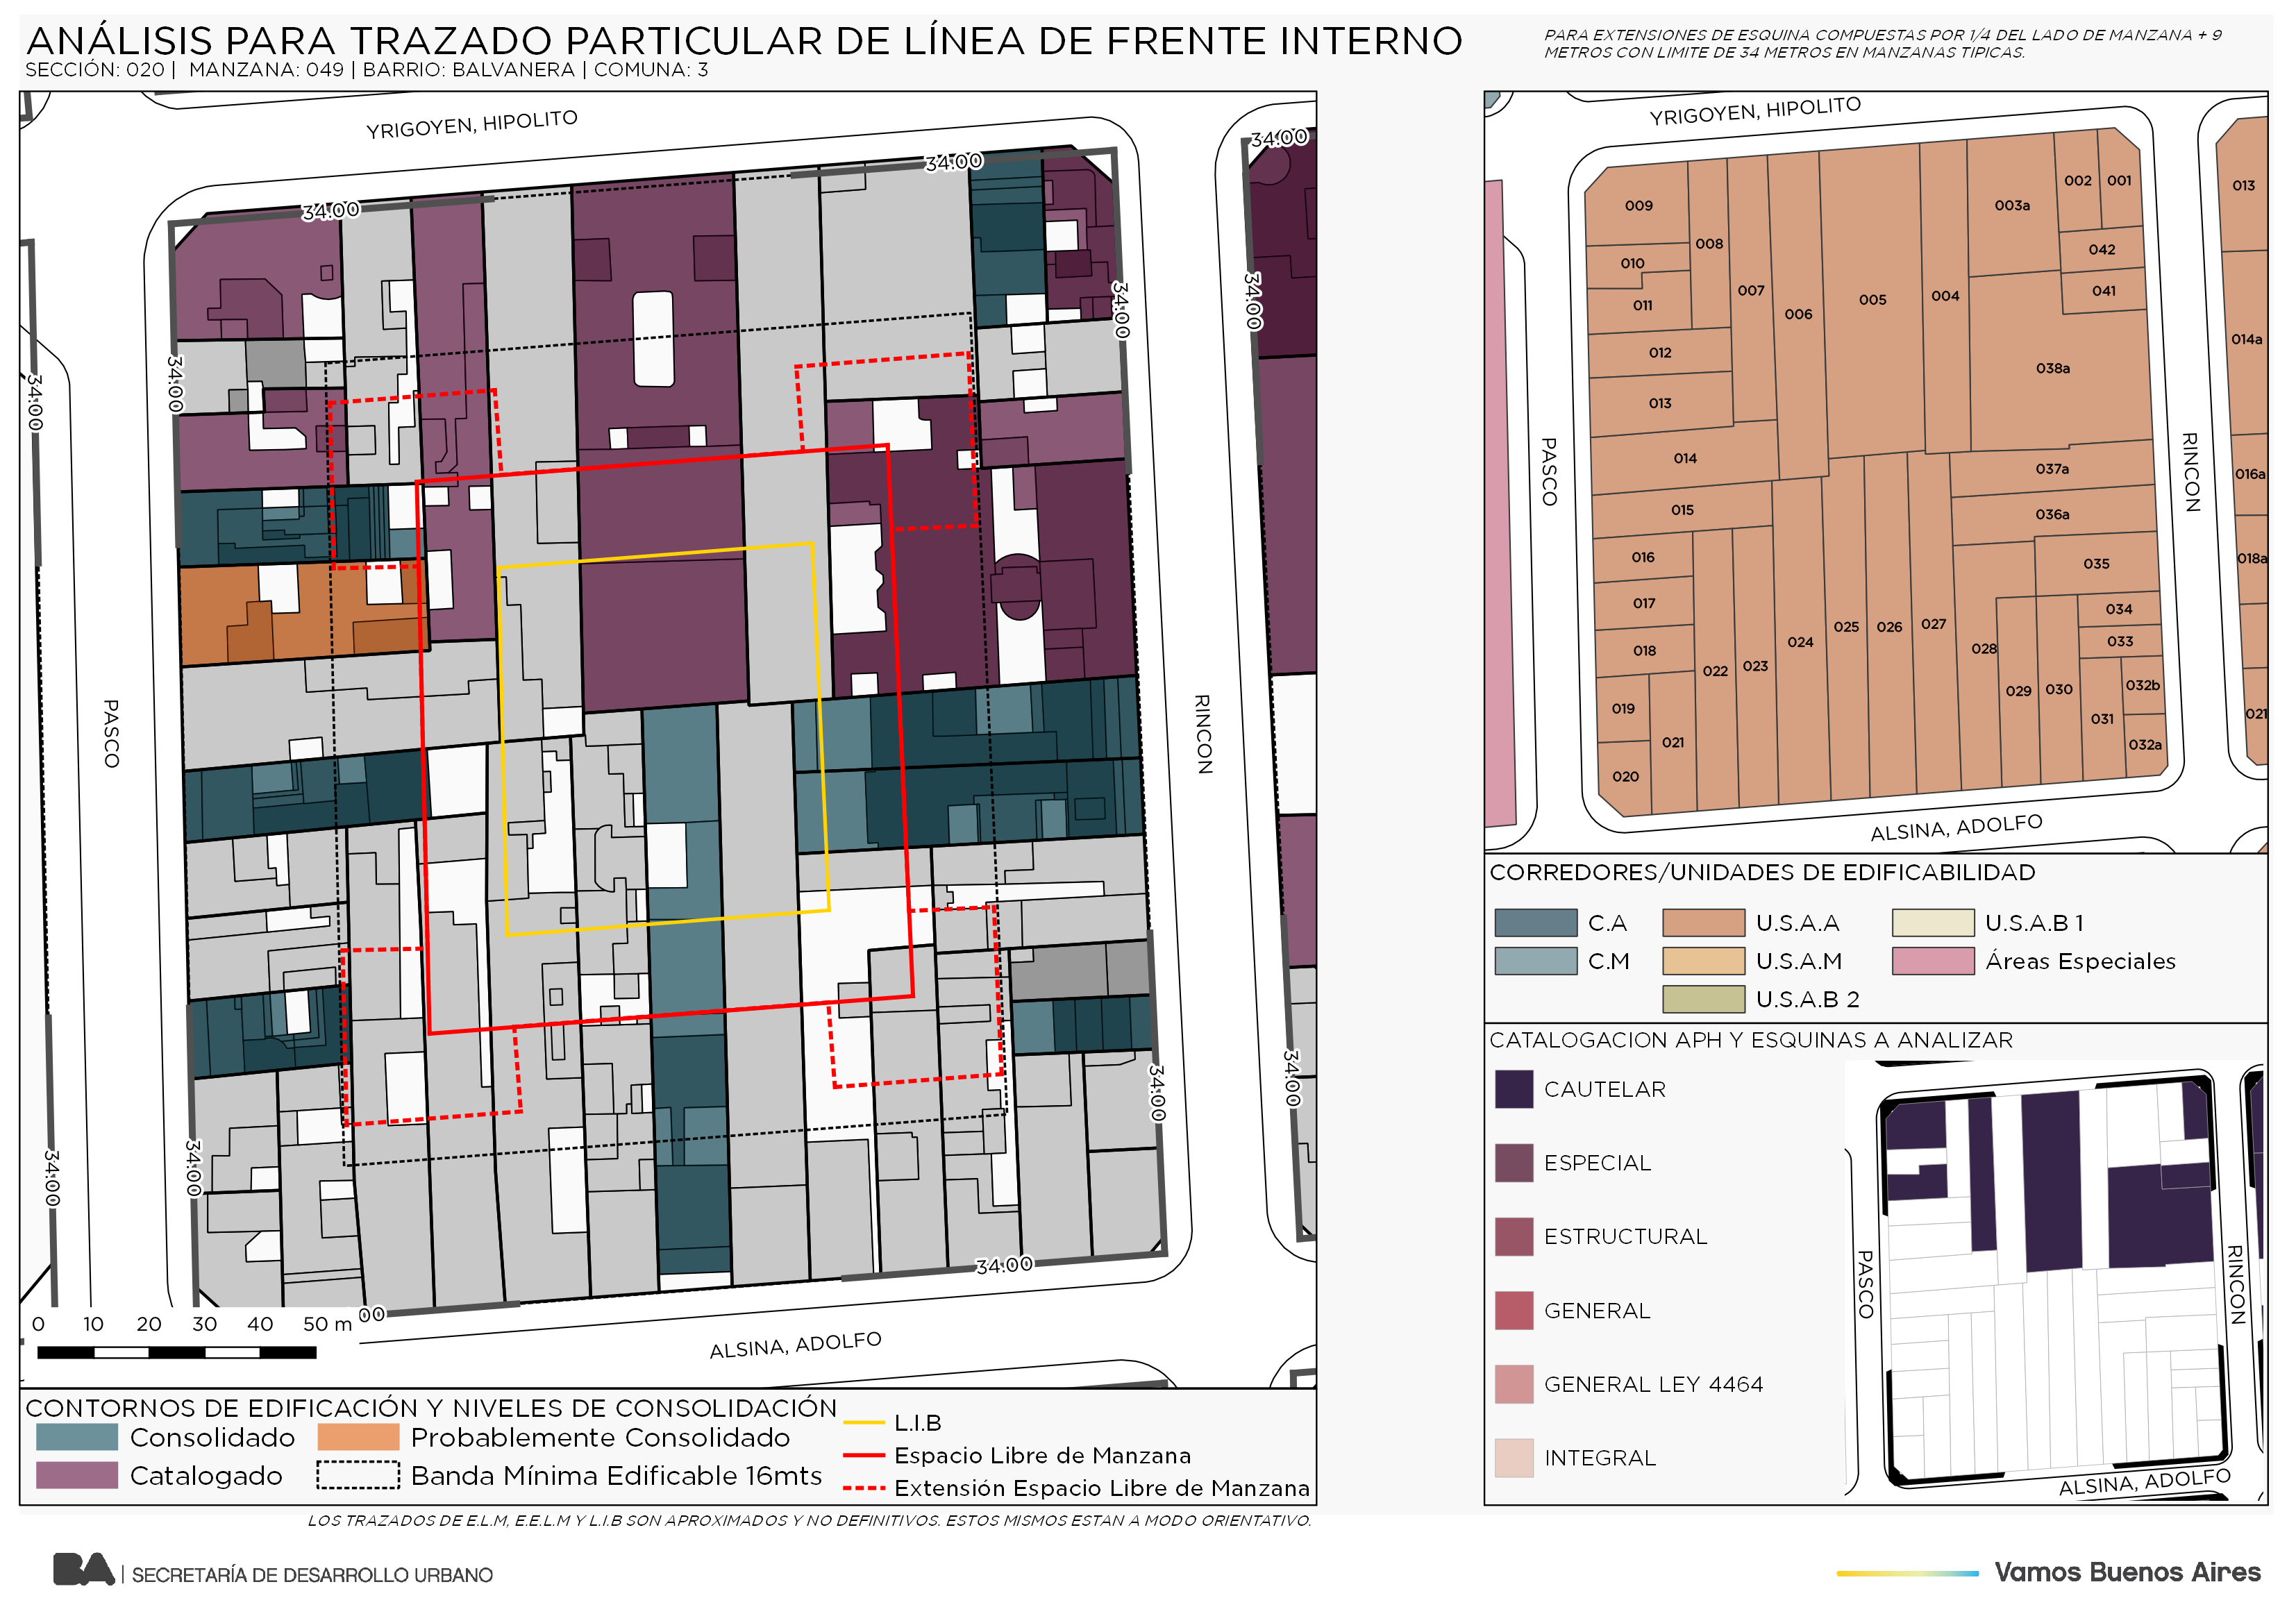 ANÁLISIS PARA TRAZADO PARTICULAR DE LÍNEA DE FRENTE INTERNO
SECCIÓN: 020 | MANZANA: 049 | BARRIO: BALVANERA | COMUNA: 3
PARA EXTENSIONES DE ESQUINA COMPUESTAS POR 1/4 DEL LADO DE MANZANA + 9
METROS CON LIMITE DE 34 METROS EN MANZANAS TIPICAS.
YRIGOYEN, HIPOLITO
34.00
34.00
34.00
34.00
34.00
34.00
34.00
PASCO
RINCON
34.00
34.00
34.00
34.00
34.00
00
ALSINA, ADOLFO
0 10 20 30 40 50 m
CONTORNOS DE EDIFICACIÓN Y NIVELES DE CONSOLIDACIÓN
Consolidado
Probablemente Consolidado
Catalogado
Banda Mínima Edificable 16mts
L.I.B
Espacio Libre de Manzana
Extensión Espacio Libre de Manzana
LOS TRAZADOS DE E.L.M, E.E.L.M Y L.I.B SON APROXIMADOS Y NO DEFINITIVOS. ESTOS MISMOS ESTAN A MODO ORIENTATIVO.
YRIGOYEN, HIPOLITO
009
008
007
006
005
004
003a
002
001
013
042
041
010
011
012
013
014
015
016
017
018
019
020
021
022
023
024
025
026
027
028
029
030
031
032a
032b
033
034
035
036a
037a
038a
014a
016a
018a
021
PASCO
RINCON
ALSINA, ADOLFO
CORREDORES/UNIDADES DE EDIFICABILIDAD
C.A
U.S.A.A
U.S.A.B 1
C.M
U.S.A.M
Áreas Especiales
U.S.A.B 2
CATALOGACION APH Y ESQUINAS A ANALIZAR
CAUTELAR
ESPECIAL
ESTRUCTURAL
GENERAL
GENERAL LEY 4464
INTEGRAL
PASCO
RINCON
ALSINA, ADOLFO
BA | SECRETARÍA DE DESARROLLO URBANO
Vamos Buenos Aires